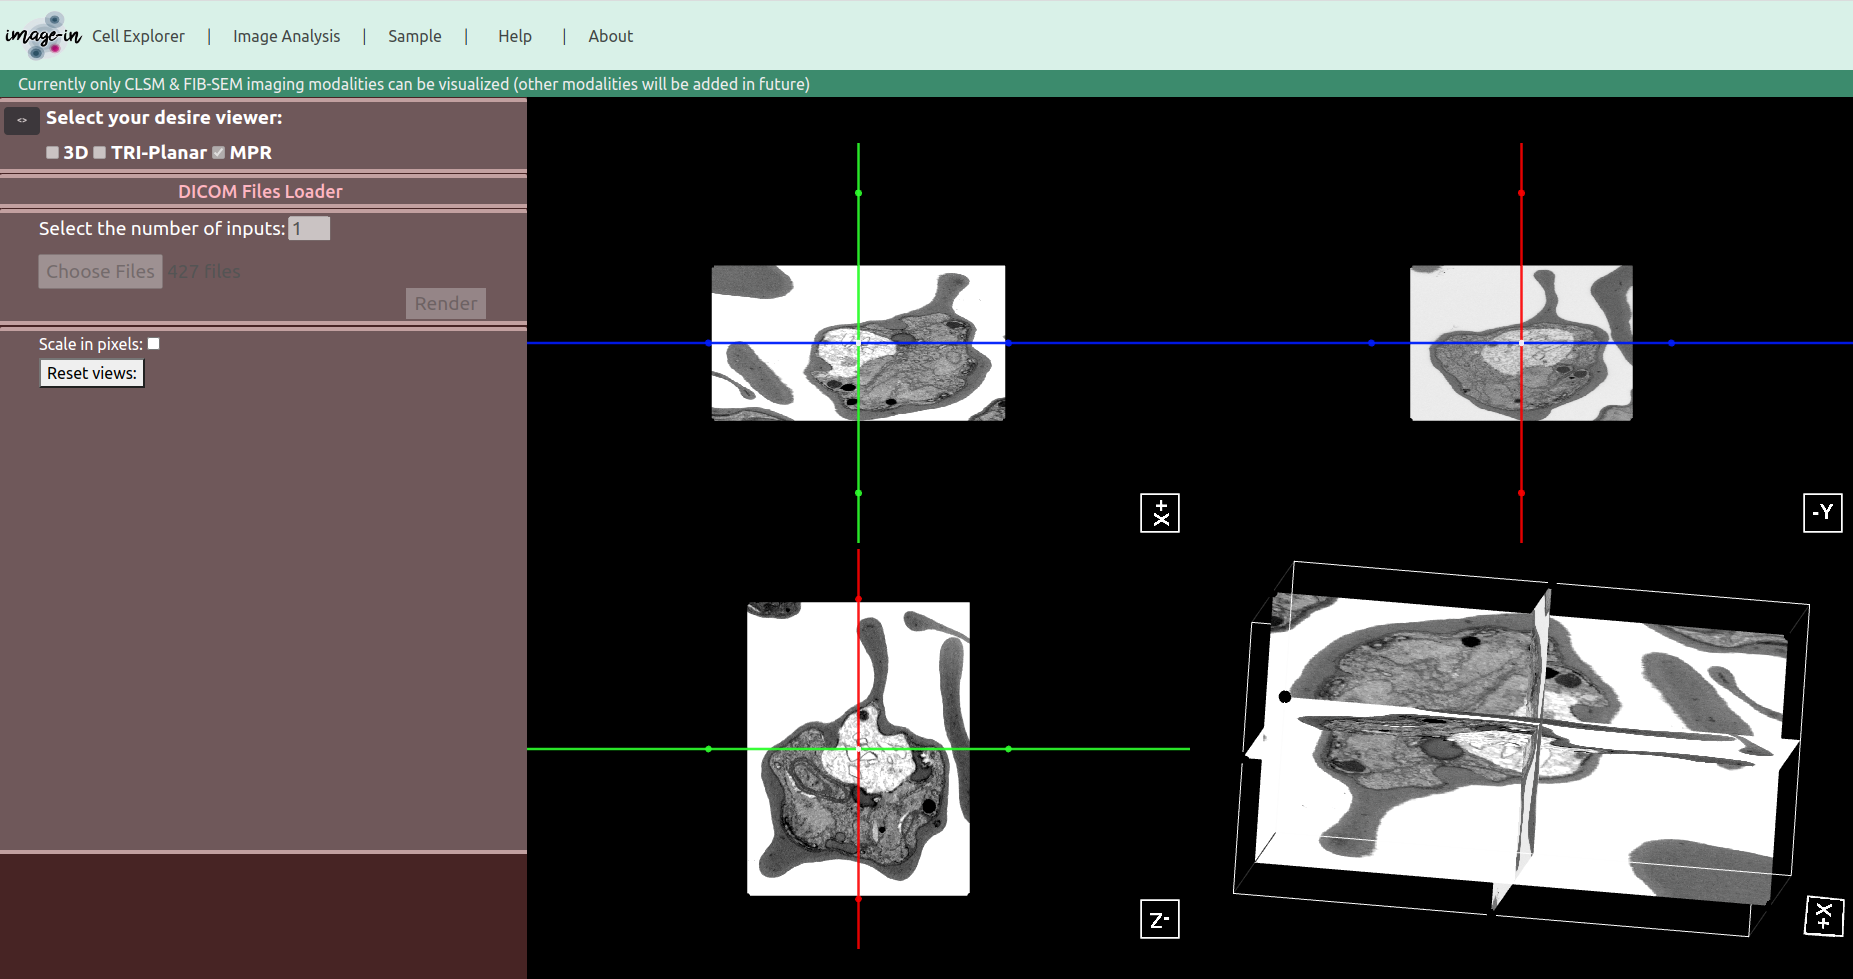 image-in Cell Explorer | Image Analysis | Sample | Help | About
Currently only CLSM & FIB-SEM imaging modalities can be visualized (other modalities will be added in future)
<> Select your desire viewer:
3D TRI-Planar MPR
DICOM Files Loader
Select the number of inputs: 1
Choose Files 427 files
Render
Scale in pixels:
Reset views:
X+
-Y
Z-
X+